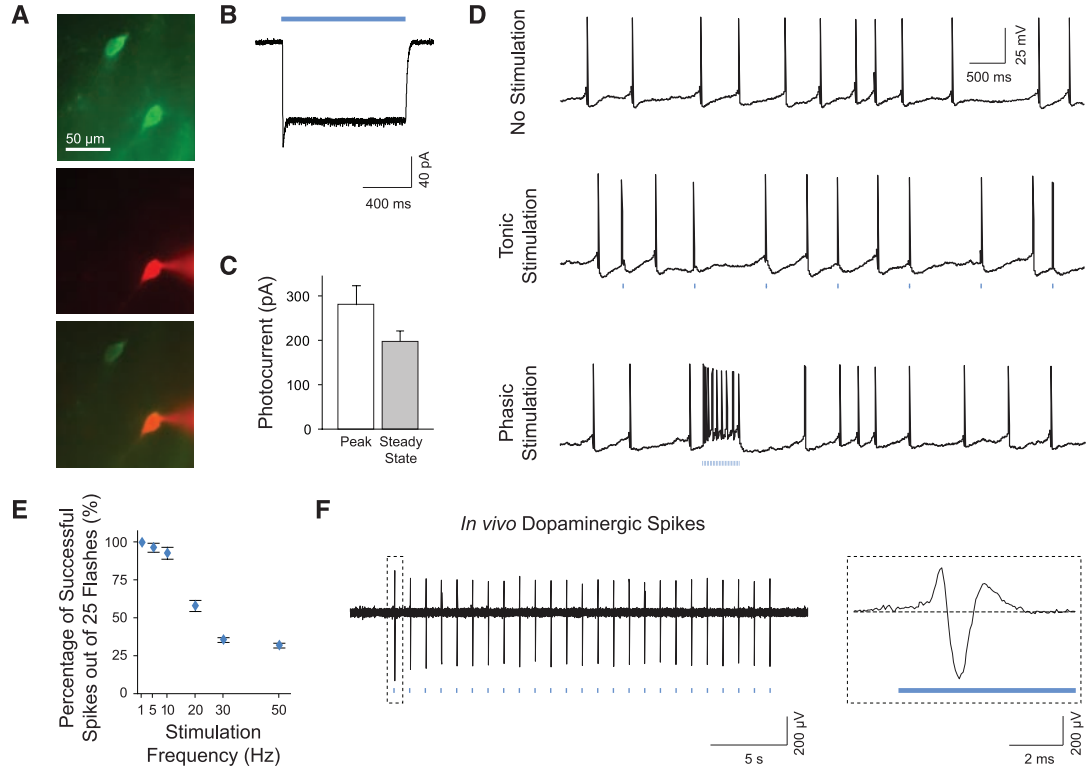 A
50 µm
B
400 ms
40 pA
C
Photocurrent (pA)
300
200
100
0
Peak
Steady
State
D
No Stimulation
500 ms
25 mV
Tonic
Stimulation
Phasic
Stimulation
E
Percentage of Successful
Spikes out of 25 Flashes (%)
100
75
50
25
0
1 5 10 20 30 50
Stimulation
Frequency (Hz)
F
In vivo Dopaminergic Spikes
5 s
200 µV
2 ms
200 µV